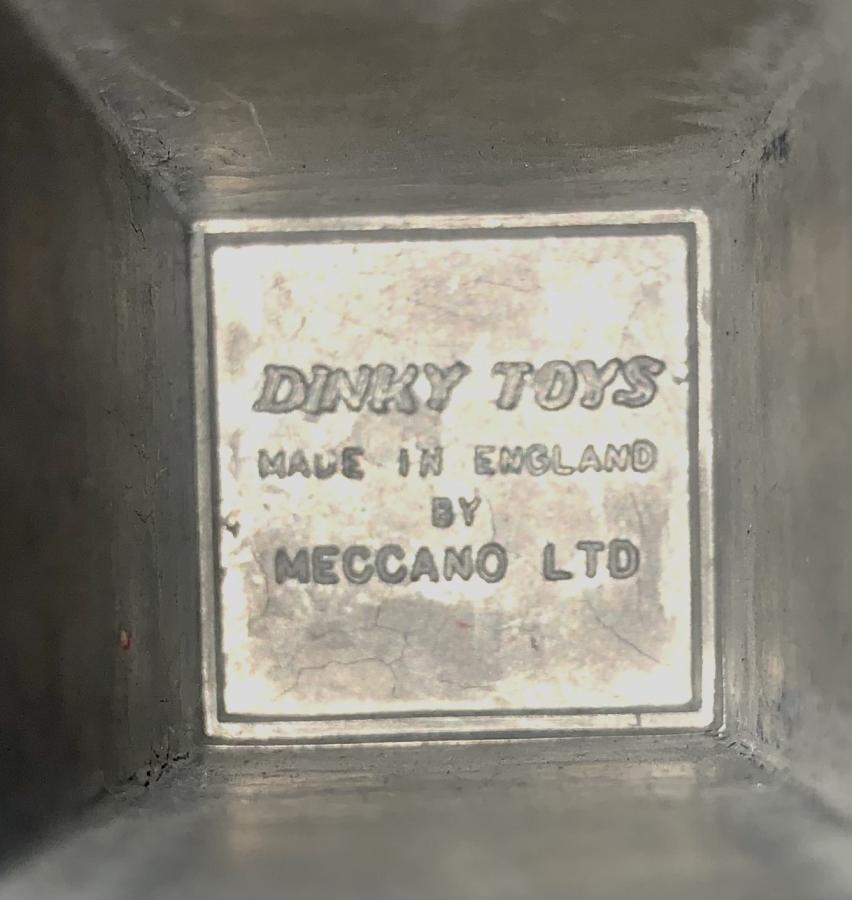 DINKY TOYS
MADE IN ENGLAND
BY
MECCANO LTD